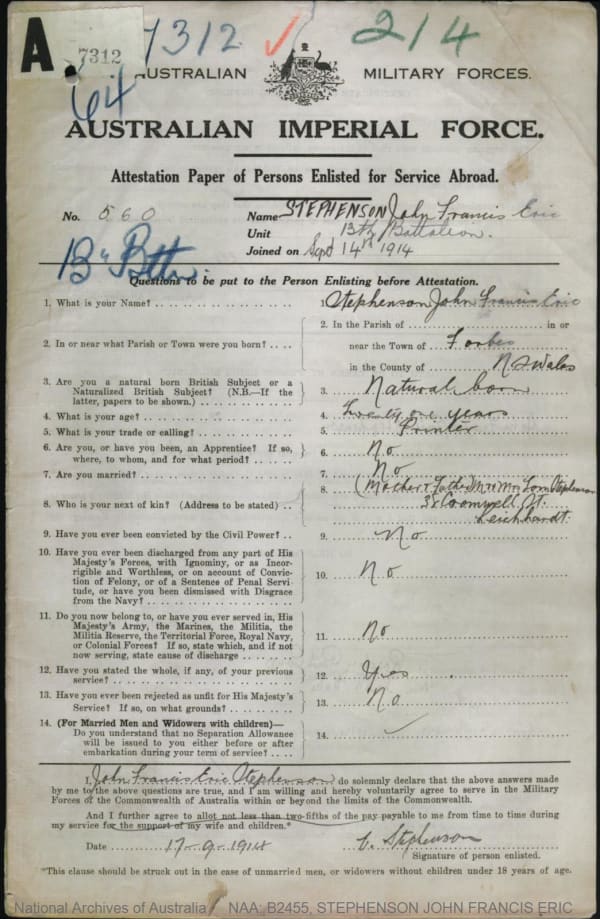 A
7312 7312 214
64
AUSTRALIAN MILITARY FORCES.
AUSTRALIAN IMPERIAL FORCE.
Attestation Paper of Persons Enlisted for Service Abroad.
No. 560 Name STEPHENSON John Francis Eric
Unit 13th Battalion.
Joined on Sept 14th 1914
Questions to be put to the Person Enlisting before Attestation.
1. What is your Name? 1. Stephenson John Francis Eric
2. In or near what Parish or Town were you born? 2. In the Parish of in or
near the Town of Forbes
in the County of N S Wales
3. Are you a natural born British Subject or a
Naturalized British Subject? (N.B.—If the
latter, papers to be shown.) 3. Natural born
4. What is your age? 4. Twenty one years
5. What is your trade or calling? 5. Printer
6. Are you, or have you been, an Apprentice? If so,
where, to whom, and for what period? 6. No
7. Are you married? 7. No
8. Who is your next of kin? (Address to be stated) 8. (Mother & Father) Mr & Mrs Tom Stephenson
Cromwell St.
Leichhardt.
9. Have you ever been convicted by the Civil Power? 9. No
10. Have you ever been discharged from any part of His
Majesty's Forces, with Ignominy, or as Incor-
rigible and Worthless, or on account of Convic-
tion of Felony, or of a Sentence of Penal Servi-
tude, or have you been dismissed with Disgrace
from the Navy? 10. No
11. Do you now belong to, or have you ever served in, His
Majesty's Army, the Marines, the Militia, the
Militia Reserve, the Territorial Force, Royal Navy,
or Colonial Forces? If so, state which, and if not
now serving, state cause of discharge 11. No
12. Have you stated the whole, if any, of your previous
service? 12. Yes
13. Have you ever been rejected as unfit for His Majesty's
Service? If so, on what grounds? 13. No
14. (For Married Men and Widowers with children)—
Do you understand that no Separation Allowance
will be issued to you either before or after
embarkation during your term of service? 14.
I, John Francis Eric Stephenson do solemnly declare that the above answers made
by me to the above questions are true, and I am willing and hereby voluntarily agree to serve in the Military
Forces of the Commonwealth of Australia within or beyond the limits of the Commonwealth.
And I further agree to allot not less than two-fifths of the pay payable to me from time to time during
my service for the support of my wife and children.*
Date 17-9-1914 Stephenson
Signature of person enlisted.
*This clause should be struck out in the case of unmarried men, or widowers without children under 18 years of age.
National Archives of Australia NAA: B2455, STEPHENSON JOHN FRANCIS ERIC